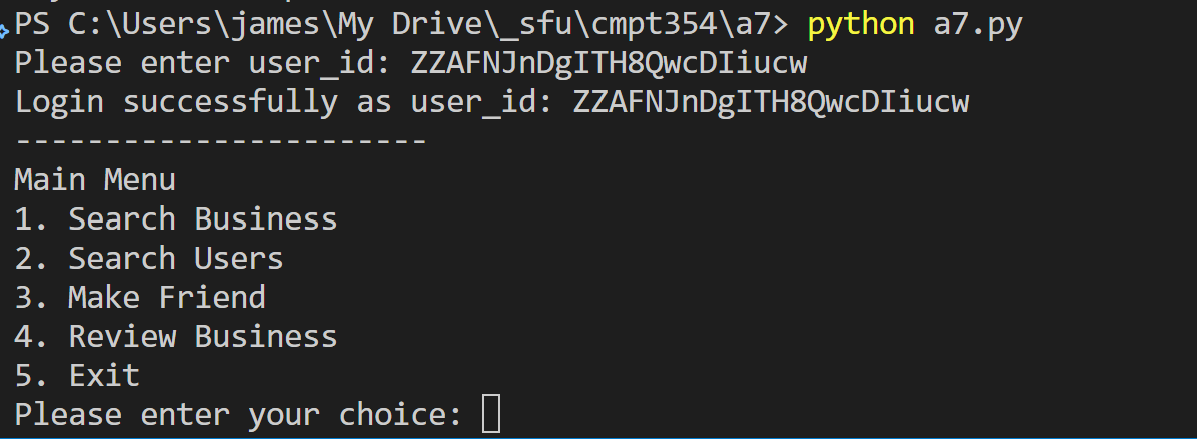 PS C:\Users\james\My Drive\_sfu\cmpt354\a7> python a7.py
Please enter user_id: ZZAFNJnDgITH8QwcDIiucw
Login successfully as user_id: ZZAFNJnDgITH8QwcDIiucw
-----------------------
Main Menu
1. Search Business
2. Search Users
3. Make Friend
4. Review Business
5. Exit
Please enter your choice: